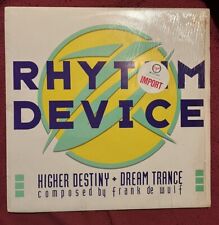 RHYTHM
IMPORT
DEVICE
HIGHER DESTINY + DREAM TRANCE
composed by frank de wulf